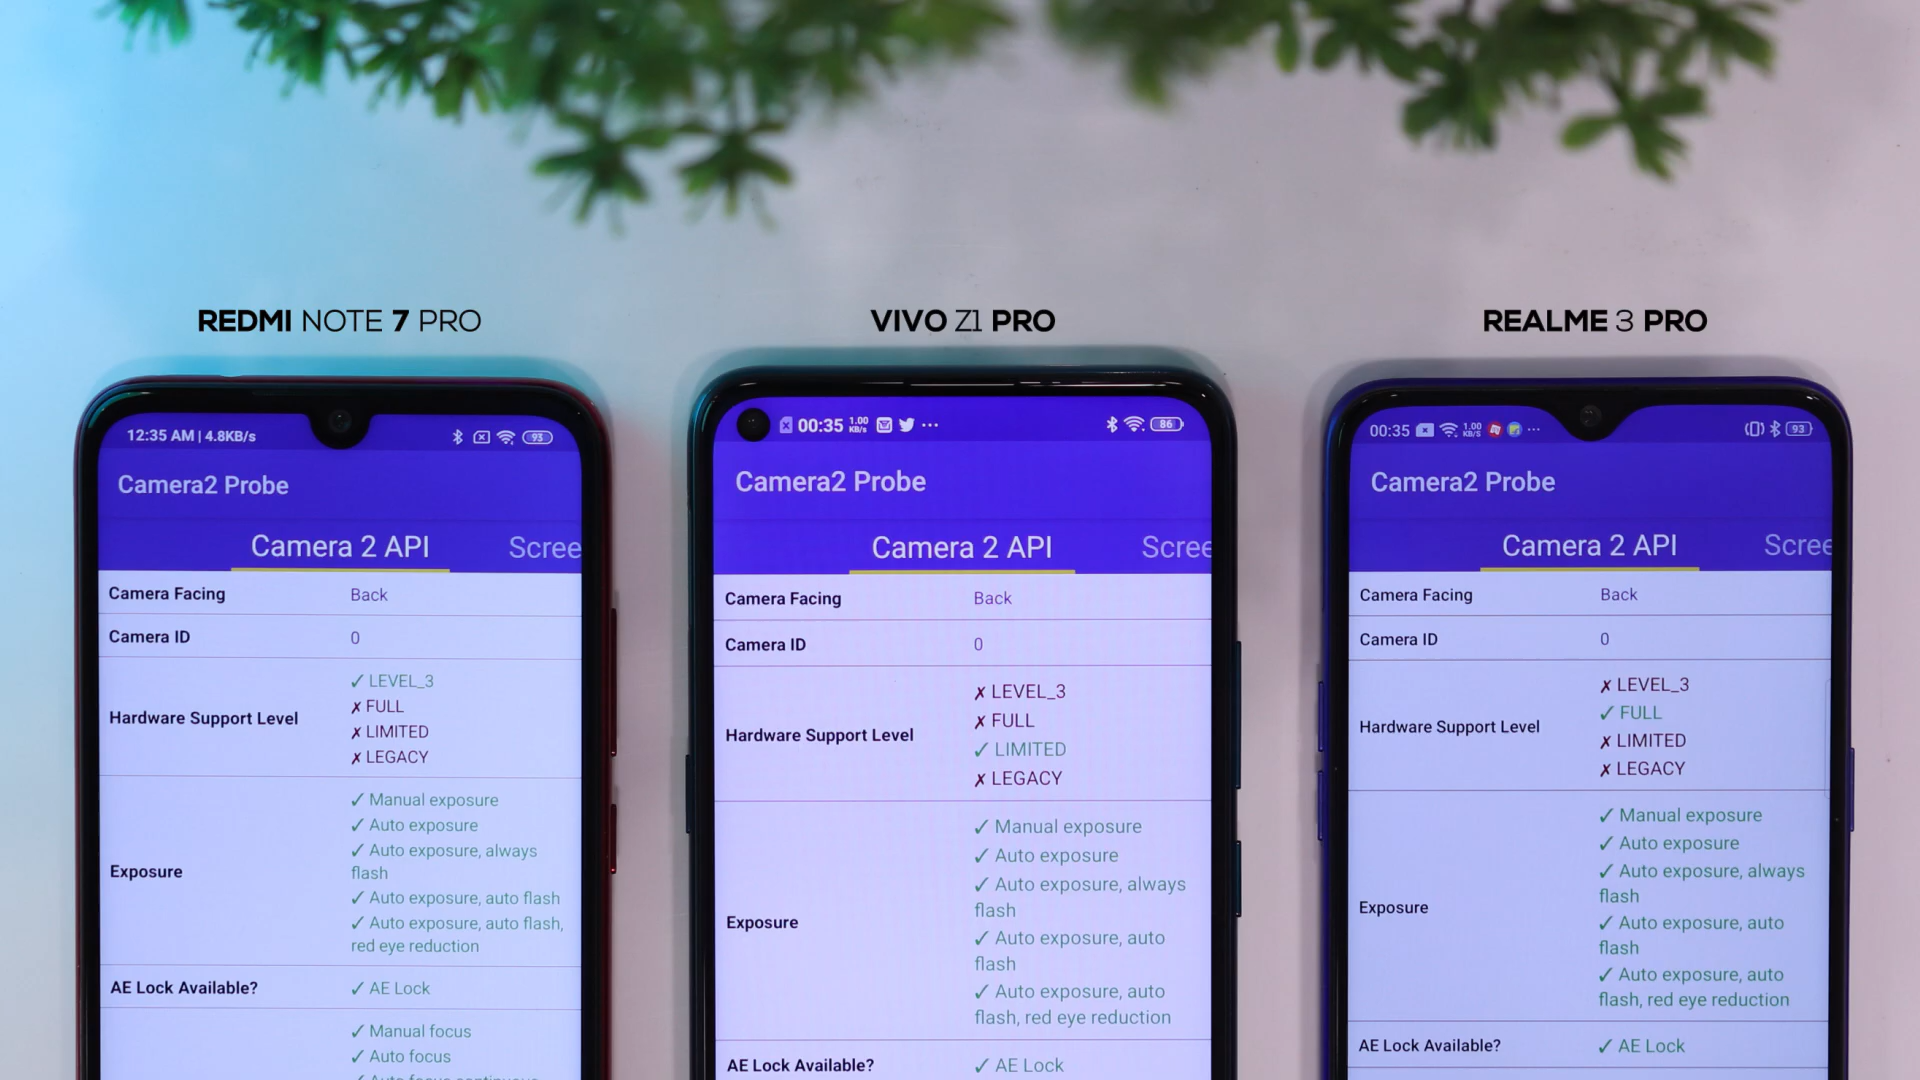 REDMI NOTE 7 PRO
12:35 AM | 4.8KB/s
93
Camera2 Probe
Camera 2 API Scree
Camera Facing Back
Camera ID 0
Hardware Support Level
✓ LEVEL_3
✗ FULL
✗ LIMITED
✗ LEGACY
Exposure
✓ Manual exposure
✓ Auto exposure
✓ Auto exposure, always
flash
✓ Auto exposure, auto flash
✓ Auto exposure, auto flash,
red eye reduction
AE Lock Available? ✓ AE Lock
✓ Manual focus
✓ Auto focus
VIVO Z1 PRO
00:35 1.00 KB/s
86
Camera2 Probe
Camera 2 API Scree
Camera Facing Back
Camera ID 0
Hardware Support Level
✗ LEVEL_3
✗ FULL
✓ LIMITED
✗ LEGACY
Exposure
✓ Manual exposure
✓ Auto exposure
✓ Auto exposure, always
flash
✓ Auto exposure, auto
flash
✓ Auto exposure, auto
flash, red eye reduction
AE Lock Available? ✓ AE Lock
REALME 3 PRO
00:35 1.00 KB/s
93
Camera2 Probe
Camera 2 API Scree
Camera Facing Back
Camera ID 0
Hardware Support Level
✗ LEVEL_3
✓ FULL
✗ LIMITED
✗ LEGACY
Exposure
✓ Manual exposure
✓ Auto exposure
✓ Auto exposure, always
flash
✓ Auto exposure, auto
flash
✓ Auto exposure, auto
flash, red eye reduction
AE Lock Available? ✓ AE Lock